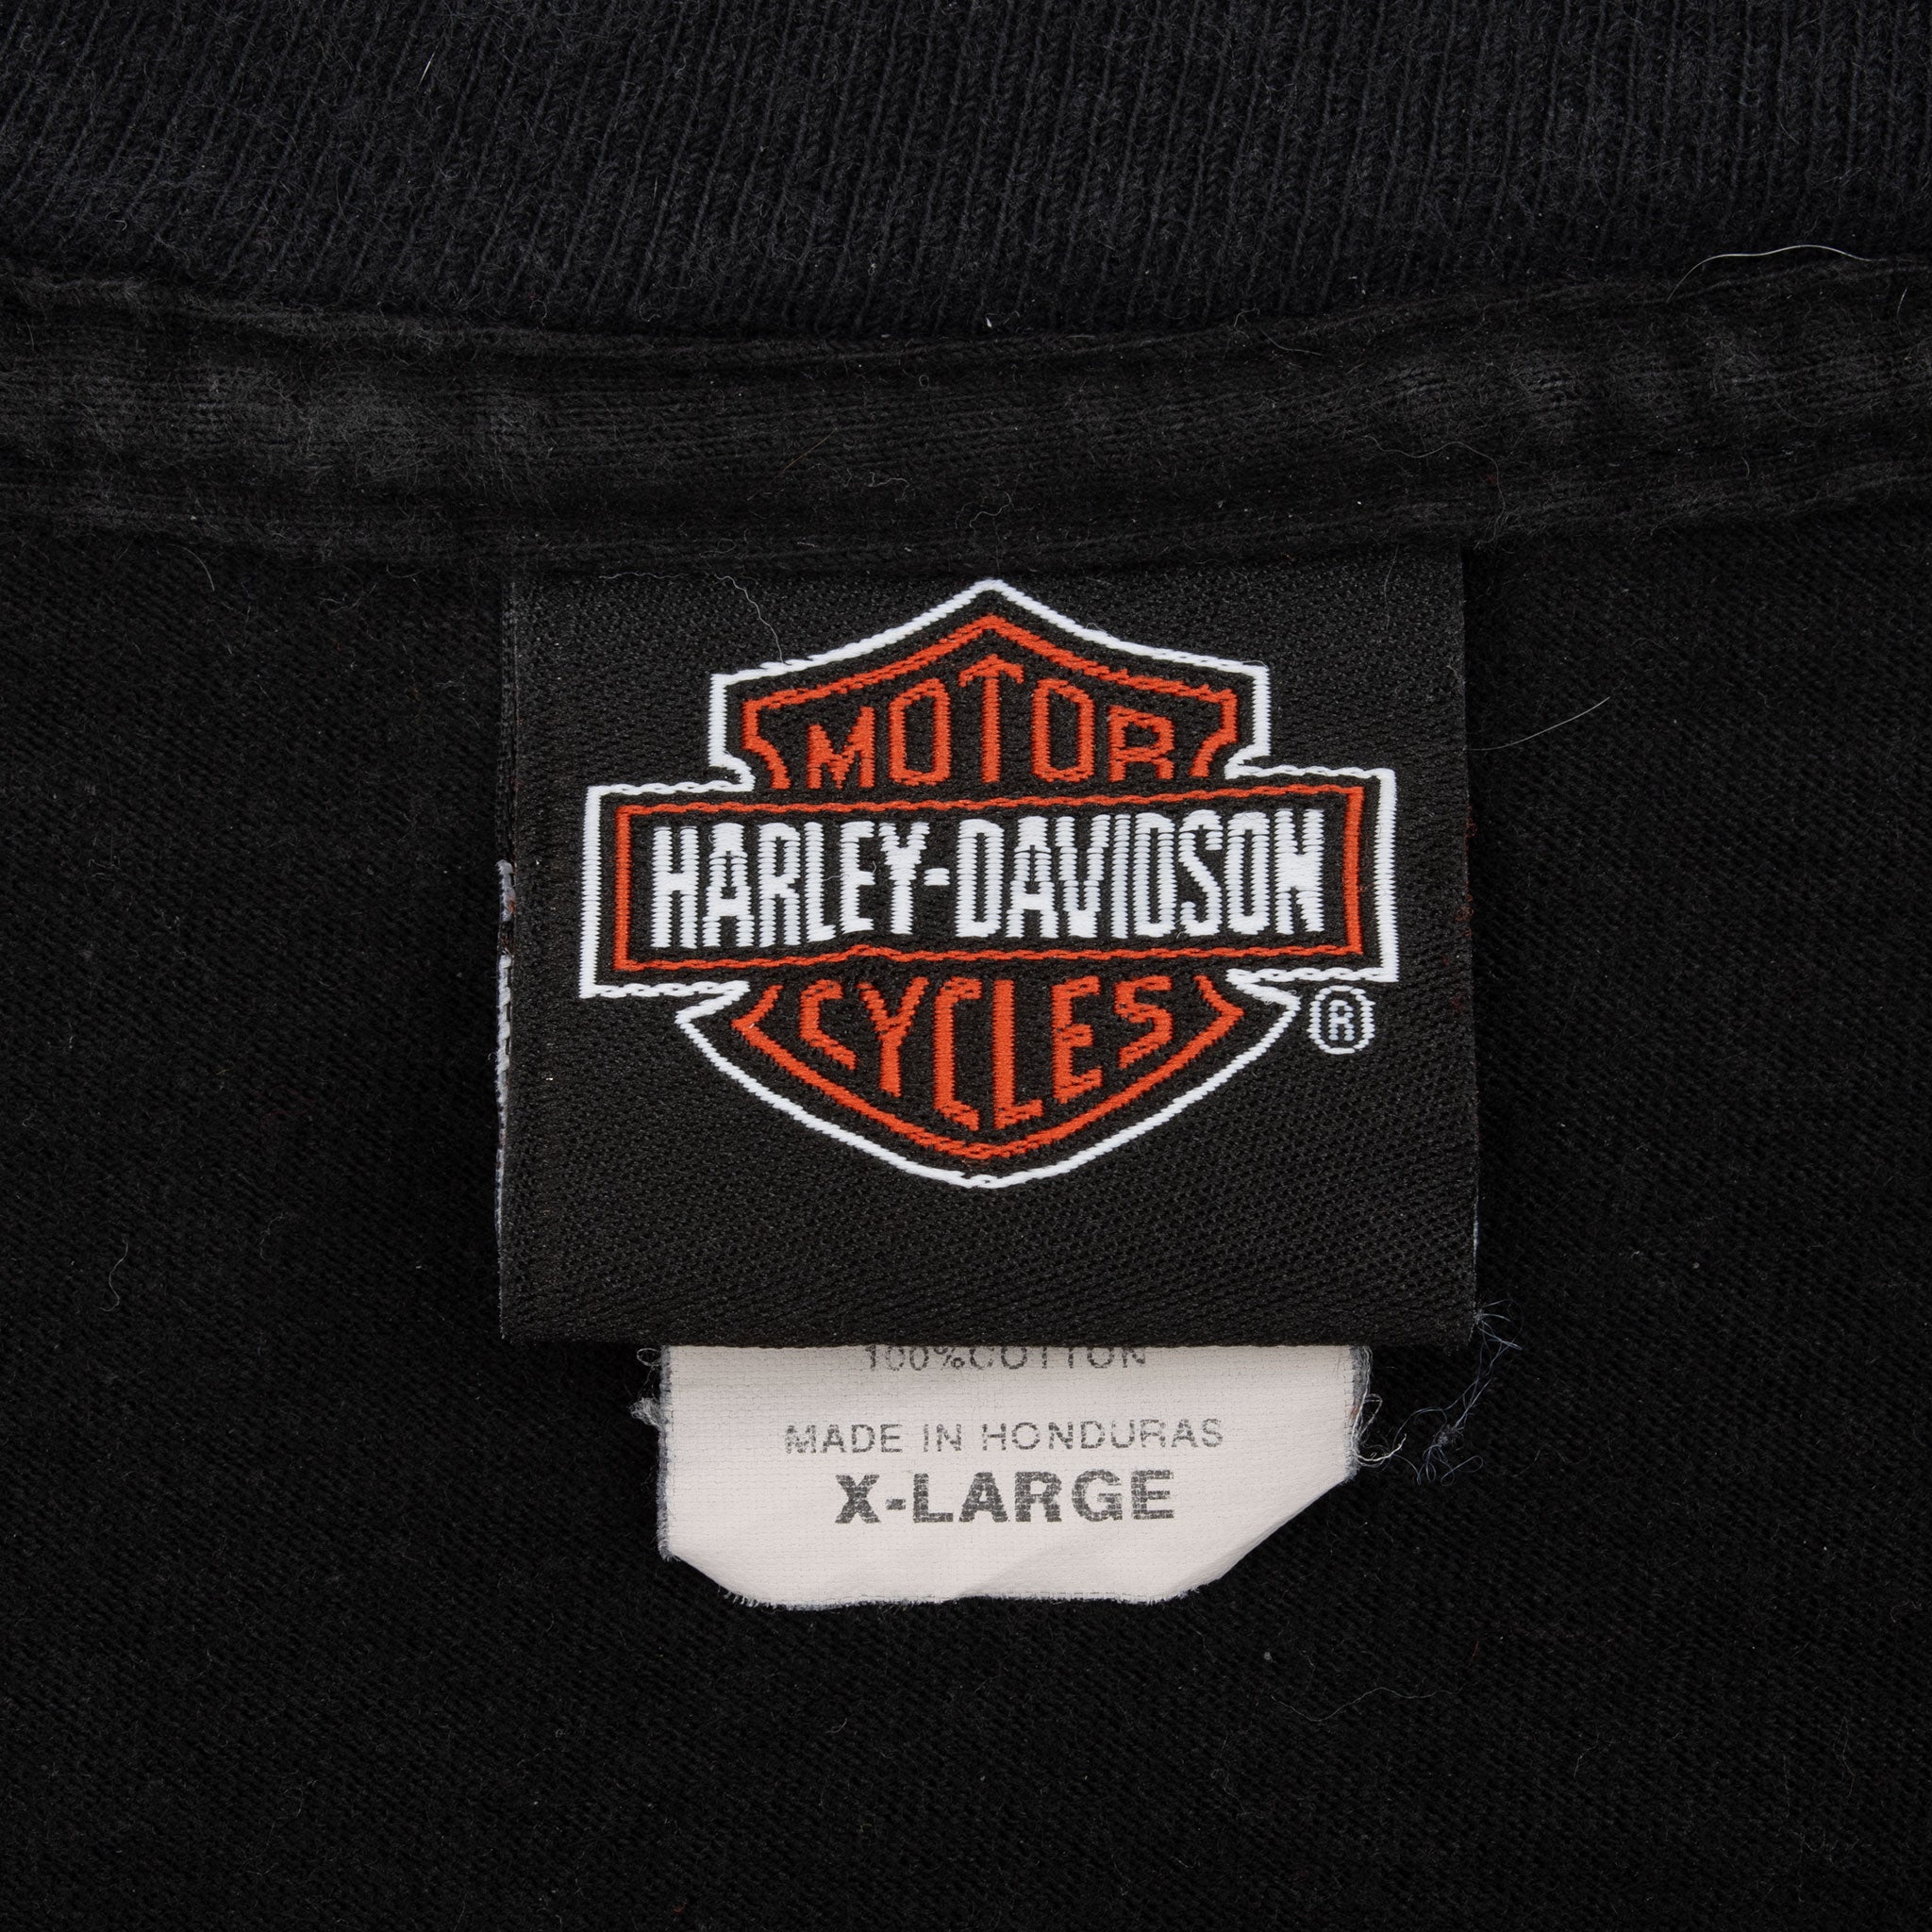 MOTOR
HARLEY-DAVIDSON
CYCLES
®
100% COTTON
MADE IN HONDURAS
X-LARGE